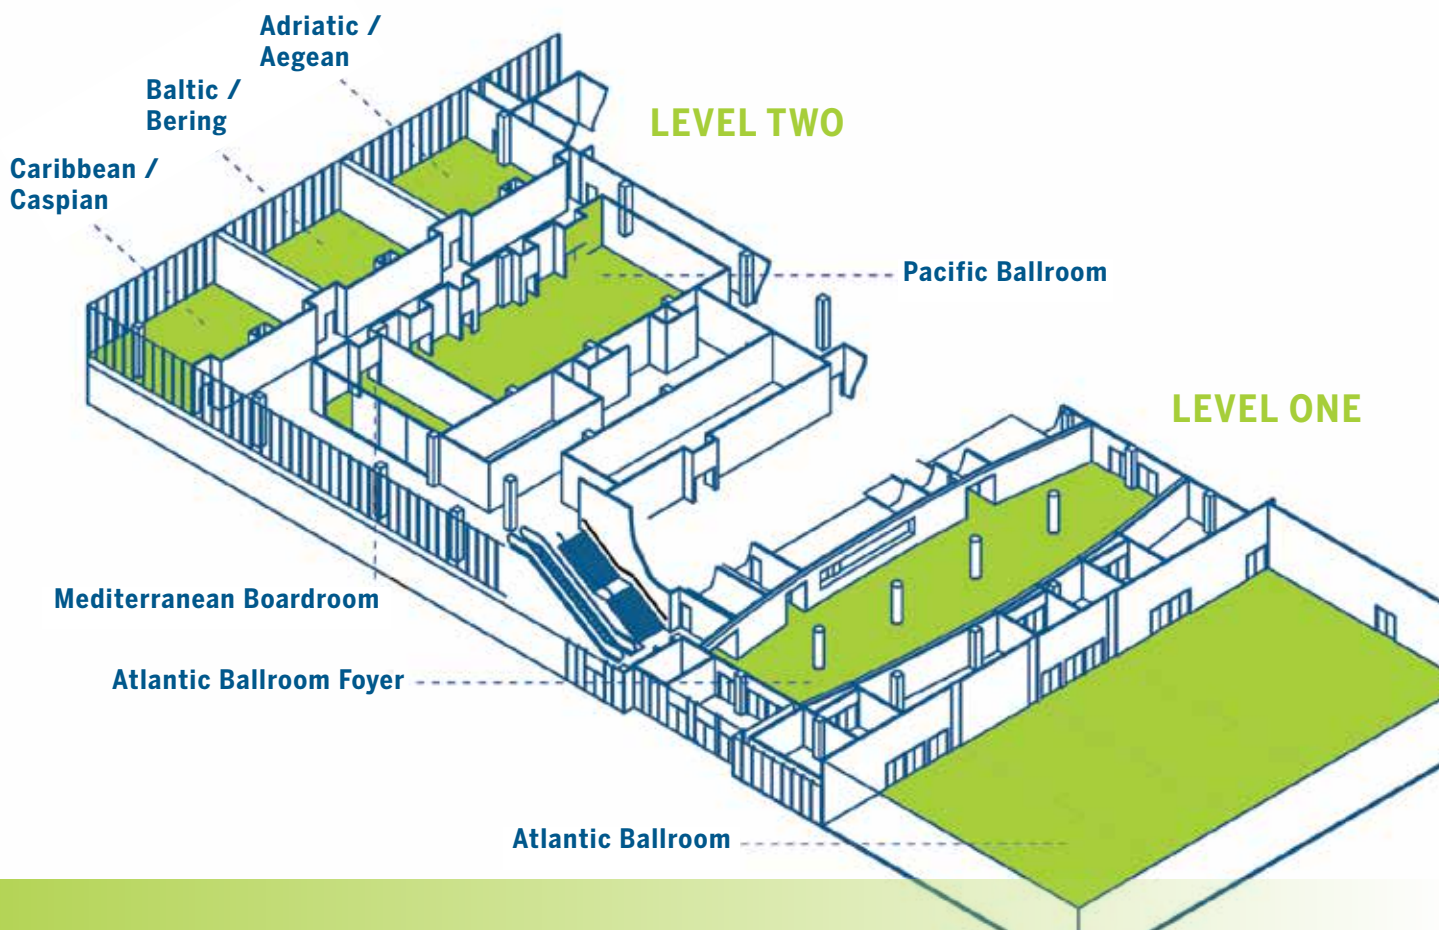 Adriatic /
Aegean
Baltic /
Bering
LEVEL TWO
Caribbean /
Caspian
Pacific Ballroom
LEVEL ONE
Mediterranean Boardroom
Atlantic Ballroom Foyer
Atlantic Ballroom